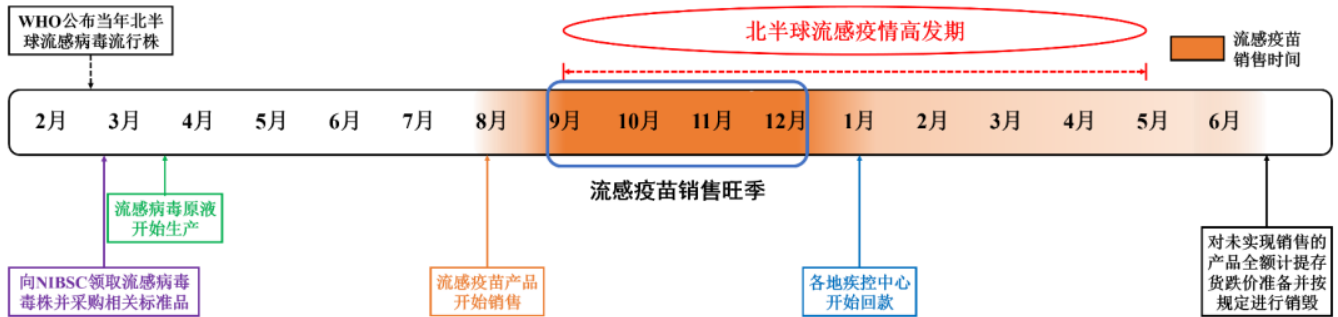 WHO公布当年北半
球流感病毒流行株
北半球流感疫情高发期
流感疫苗
销售时间
2月 3月 4月 5月 6月 7月 8月 9月 10月 11月 12月 1月 2月 3月 4月 5月 6月
流感疫苗销售旺季
流感病毒原液
开始生产
向NIBSC领取流感病毒
毒株并采购相关标准品
流感疫苗产品
开始销售
各地疾控中心
开始回款
对未实现销售的
产品全额计提存
货跌价准备并按
规定进行销毁